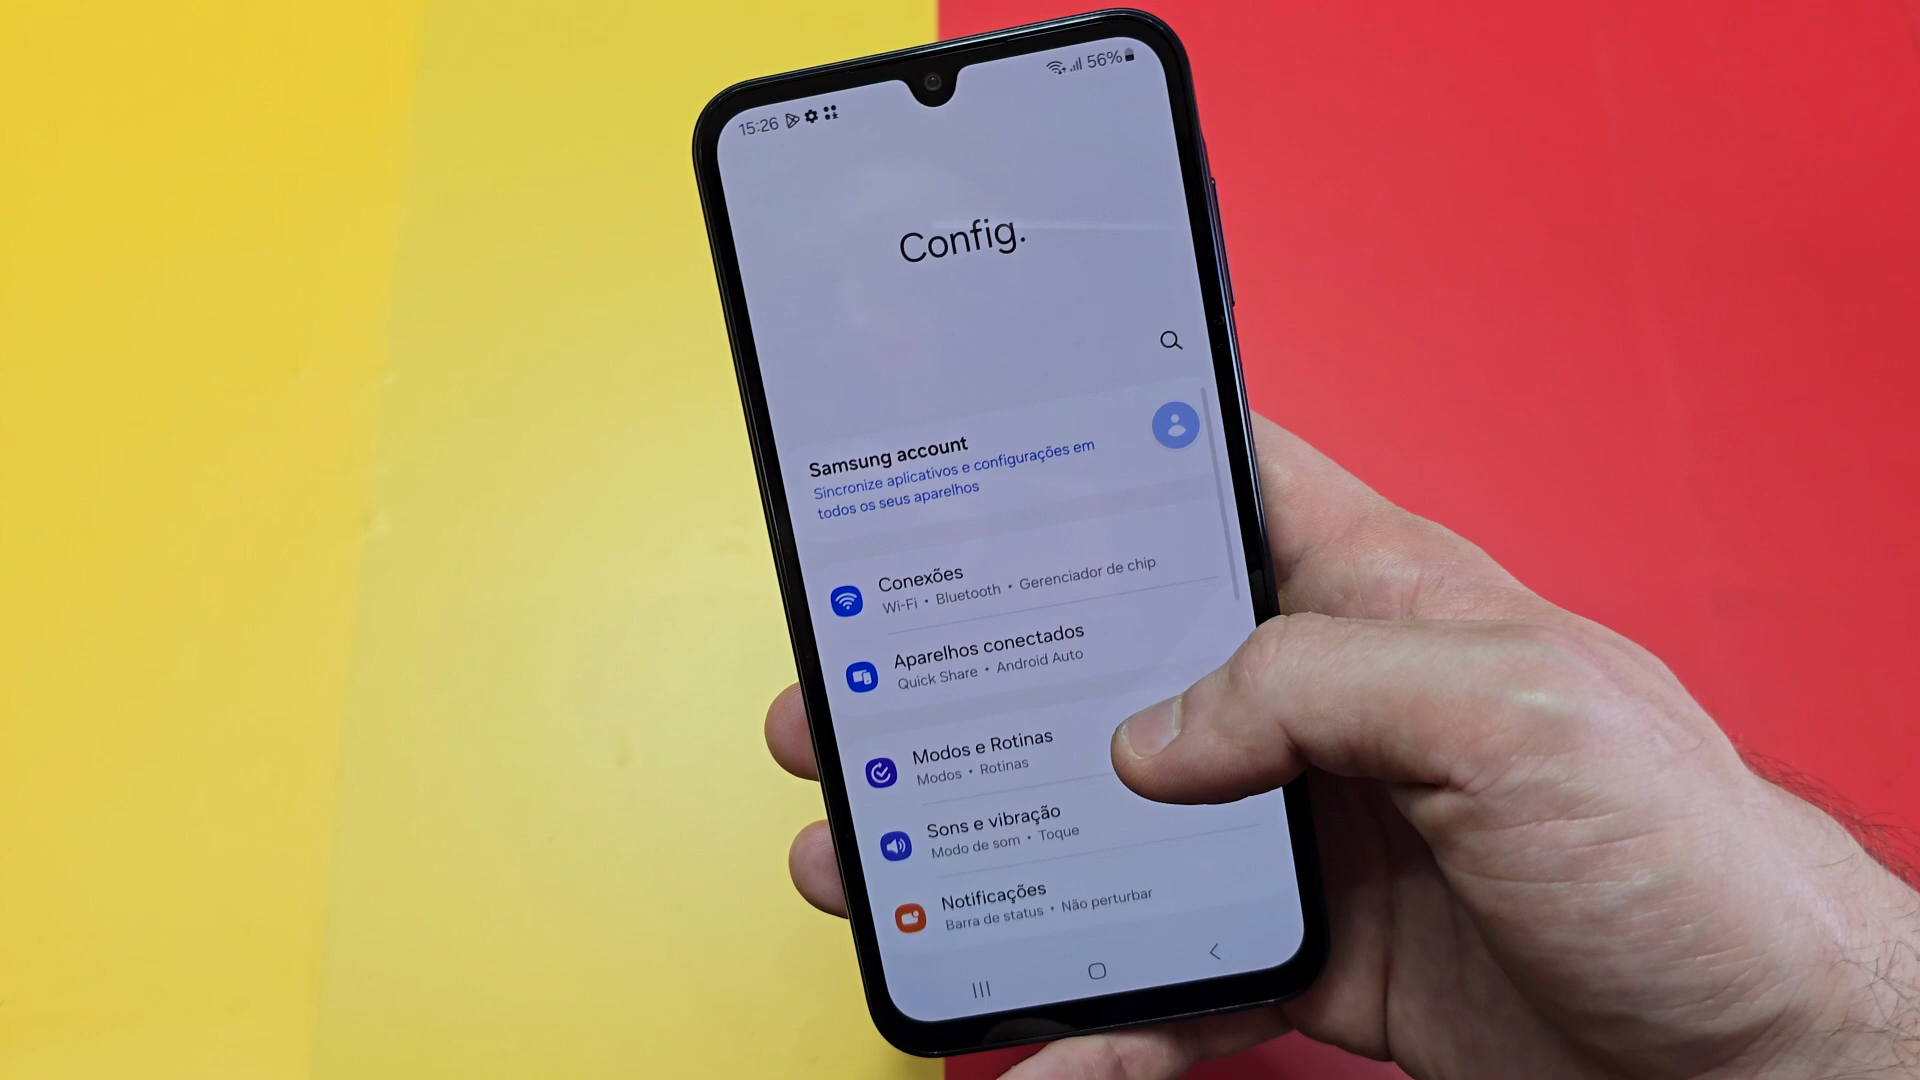 15:26
56%
Config.
Samsung account
Sincronize aplicativos e configurações em
todos os seus aparelhos
Conexões
Wi-Fi • Bluetooth • Gerenciador de chip
Aparelhos conectados
Quick Share • Android Auto
Modos e Rotinas
Modos • Rotinas
Sons e vibração
Modo de som • Toque
Notificações
Barra de status • Não perturbar